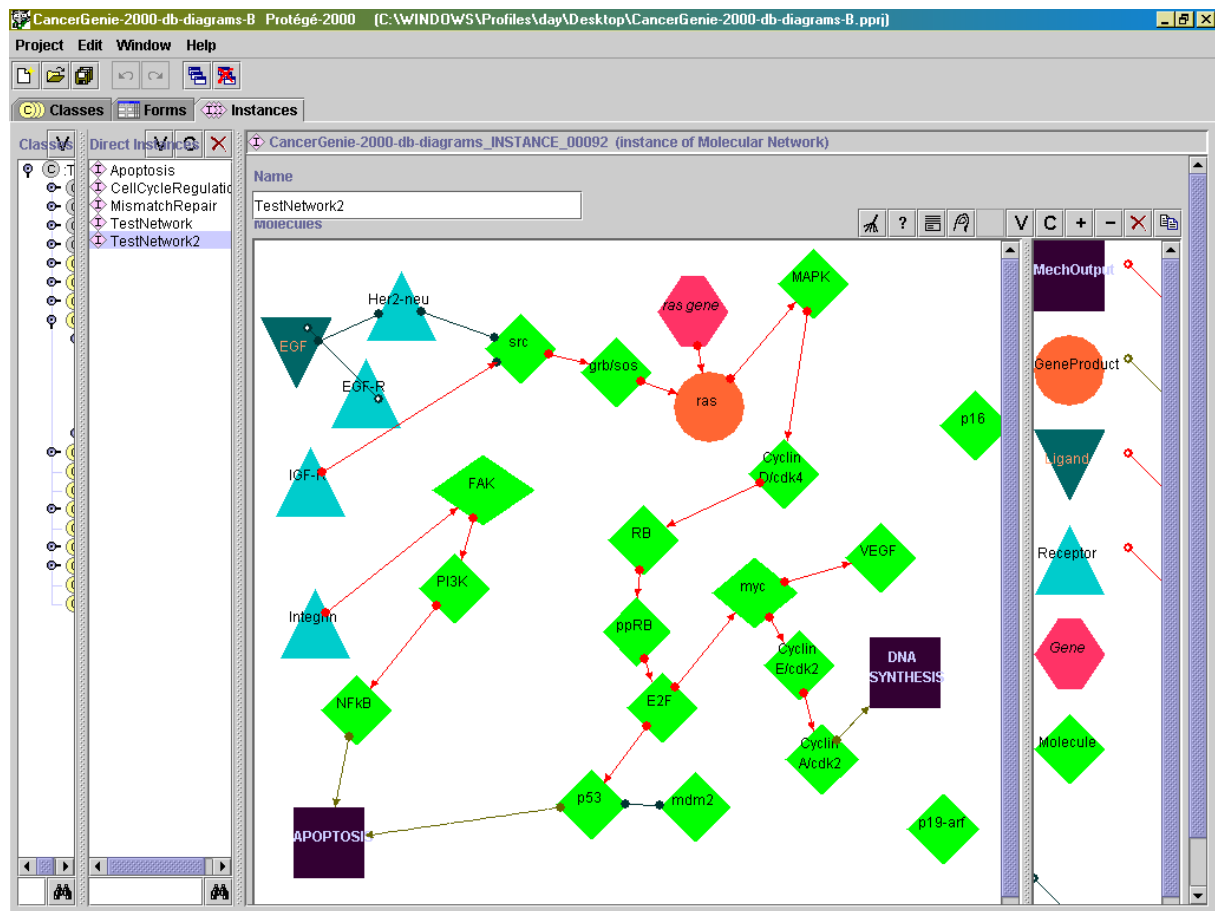 CancerGenie-2000-db-diagrams-B Protégé-2000 (C:\WINDOWS\Profiles\day\Desktop\CancerGenie-2000-db-diagrams-B.pprj)
Project Edit Window Help
Classes Forms Instances
Classes V Direct Instances V C
CancerGenie-2000-db-diagrams_INSTANCE_00092 (instance of Molecular Network)
C :T
Apoptosis
CellCycleRegulatio
MismatchRepair
TestNetwork
TestNetwork2
Name
TestNetwork2
Molecules
? V C + −
MAPK
Her2-neu
ras gene
EGF
src
grb/sos
EGF-R
ras
p16
IGF-R
FAK
Cyclin
D/cdk4
RB
VEGF
PI3K
myc
Integrin
ppRB
Cyclin
E/cdk2
DNA
SYNTHESIS
NFkB
E2F
Cyclin
A/cdk2
p53
mdm2
p19-arf
APOPTOSIS
MechOutput
GeneProduct
Ligand
Receptor
Gene
Molecule